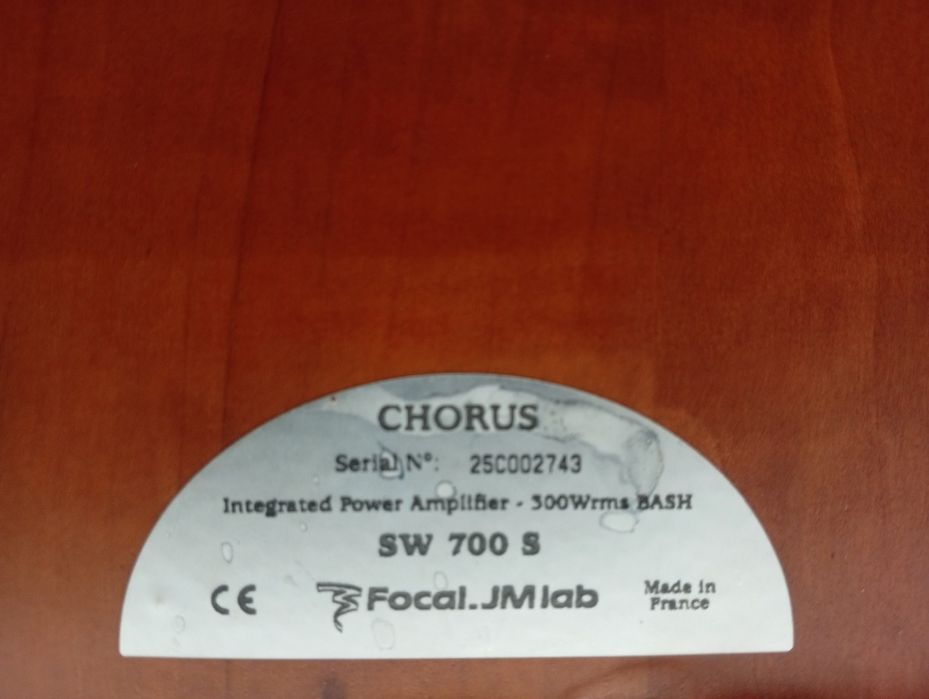 CHORUS
Serial N°: 25C002743
Integrated Power Amplifier - 300Wrms BASH
SW 700 S
CE Focal.JMlab Made in
France